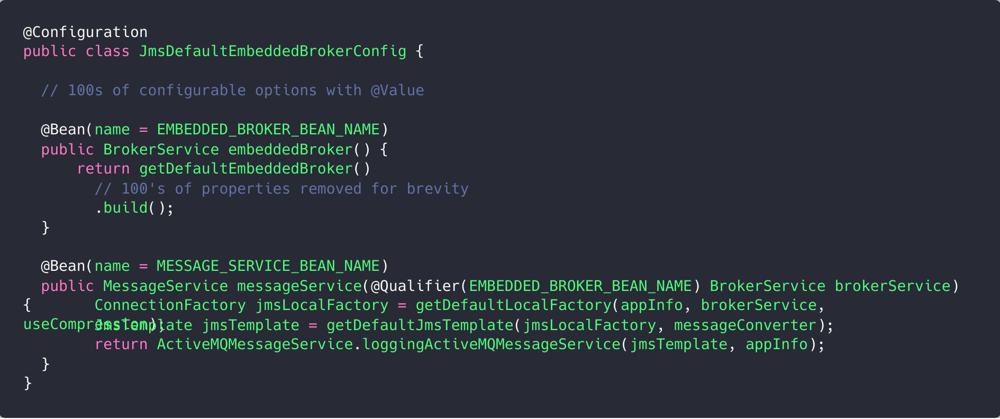 @Configuration
public class JmsDefaultEmbeddedBrokerConfig {
// 100s of configurable options with @Value
@Bean(name = EMBEDDED_BROKER_BEAN_NAME)
public BrokerService embeddedBroker() {
return getDefaultEmbeddedBroker()
// 100's of properties removed for brevity
.build();
}
@Bean(name = MESSAGE_SERVICE_BEAN_NAME)
public MessageService messageService(@Qualifier(EMBEDDED_BROKER_BEAN_NAME) BrokerService brokerService)
{ ConnectionFactory jmsLocalFactory = getDefaultLocalFactory(appInfo, brokerService,
useCompression);
JmsTemplate jmsTemplate = getDefaultJmsTemplate(jmsLocalFactory, messageConverter);
return ActiveMQMessageService.loggingActiveMQMessageService(jmsTemplate, appInfo);
}
}